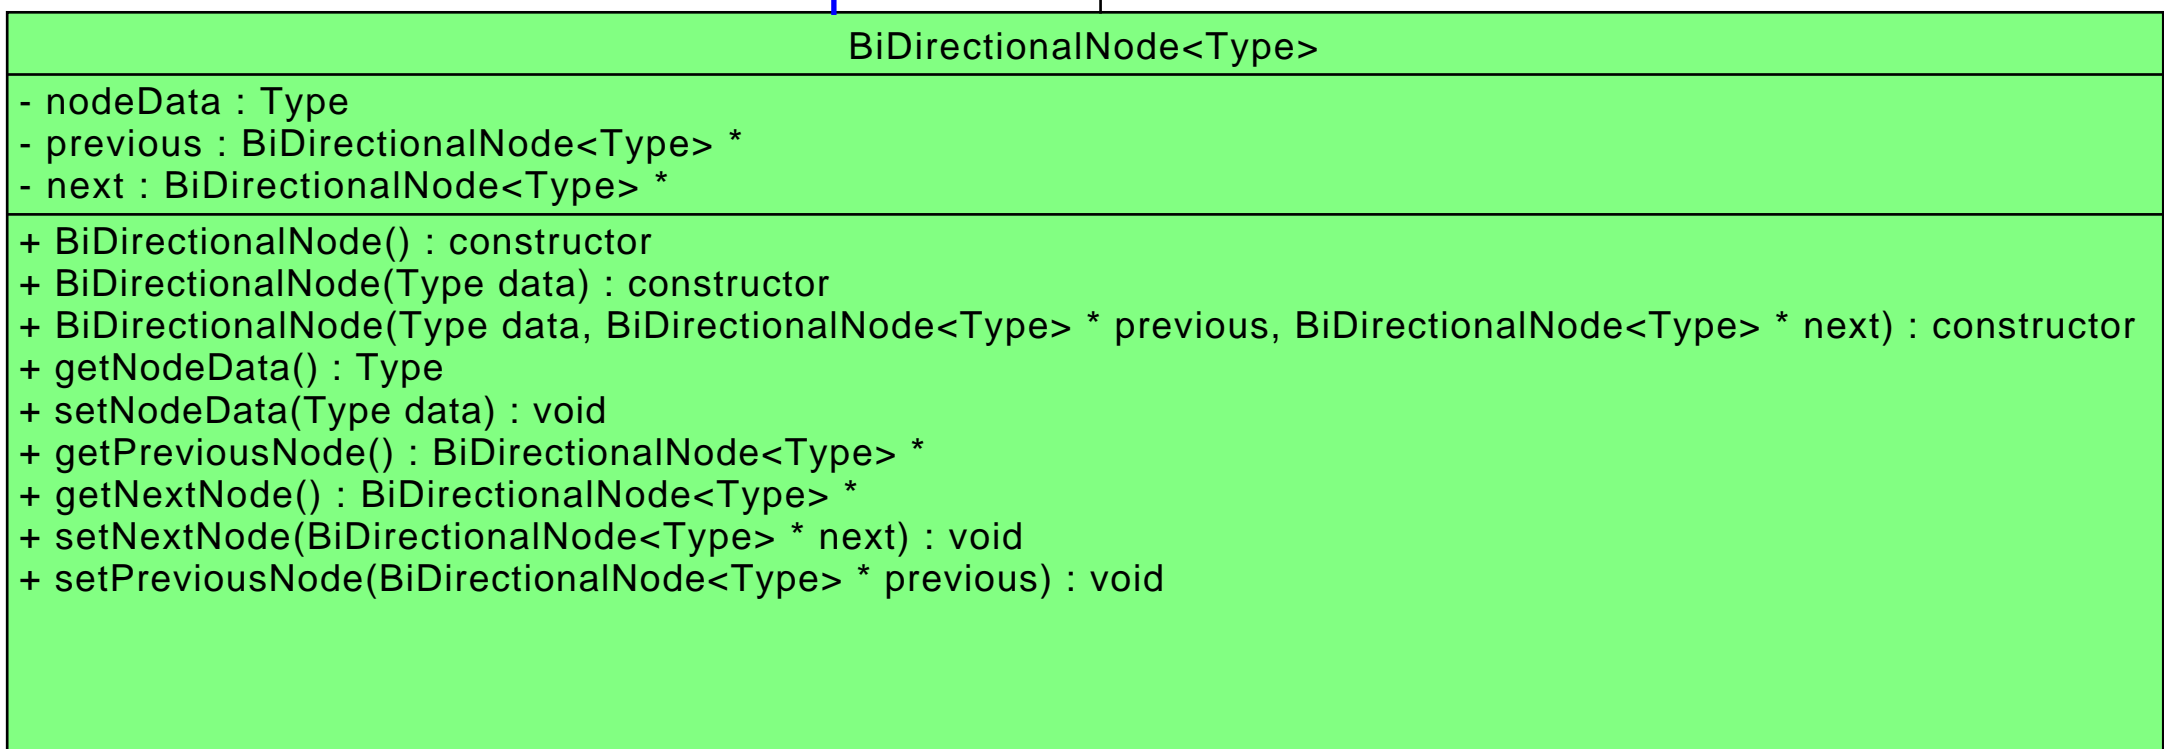 BiDirectionalNode<Type>
- nodeData : Type
- previous : BiDirectionalNode<Type> *
- next : BiDirectionalNode<Type> *
+ BiDirectionalNode() : constructor
+ BiDirectionalNode(Type data) : constructor
+ BiDirectionalNode(Type data, BiDirectionalNode<Type> * previous, BiDirectionalNode<Type> * next) : constructor
+ getNodeData() : Type
+ setNodeData(Type data) : void
+ getPreviousNode() : BiDirectionalNode<Type> *
+ getNextNode() : BiDirectionalNode<Type> *
+ setNextNode(BiDirectionalNode<Type> * next) : void
+ setPreviousNode(BiDirectionalNode<Type> * previous) : void